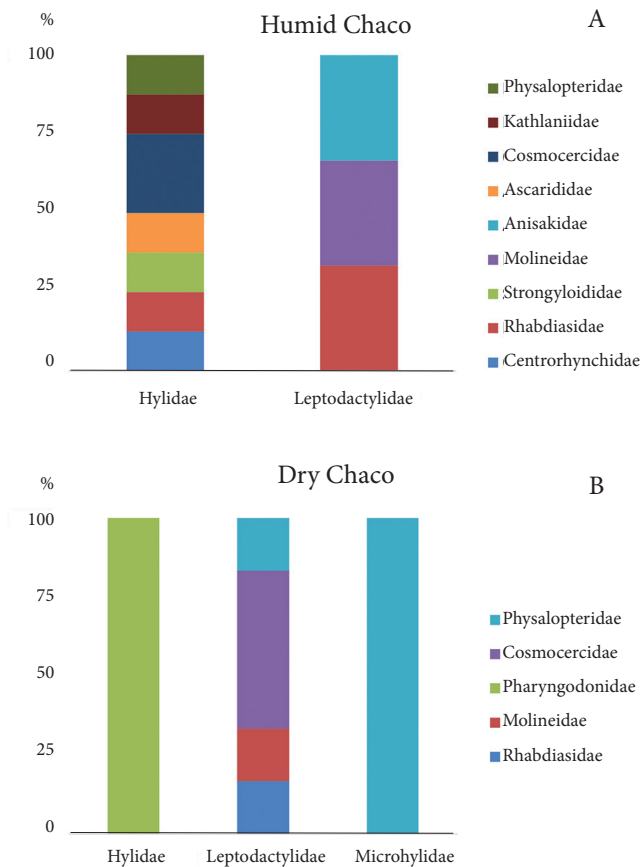 Humid Chaco
A
%
100
75
50
25
0
Hylidae
Leptodactylidae
Physalopteridae
Kathlaniidae
Cosmocercidae
Ascarididae
Anisakidae
Molineidae
Strongyloididae
Rhabdiasidae
Centrorhynchidae
Dry Chaco
B
%
100
75
50
25
0
Hylidae
Leptodactylidae
Microhylidae
Physalopteridae
Cosmocercidae
Pharyngodonidae
Molineidae
Rhabdiasidae